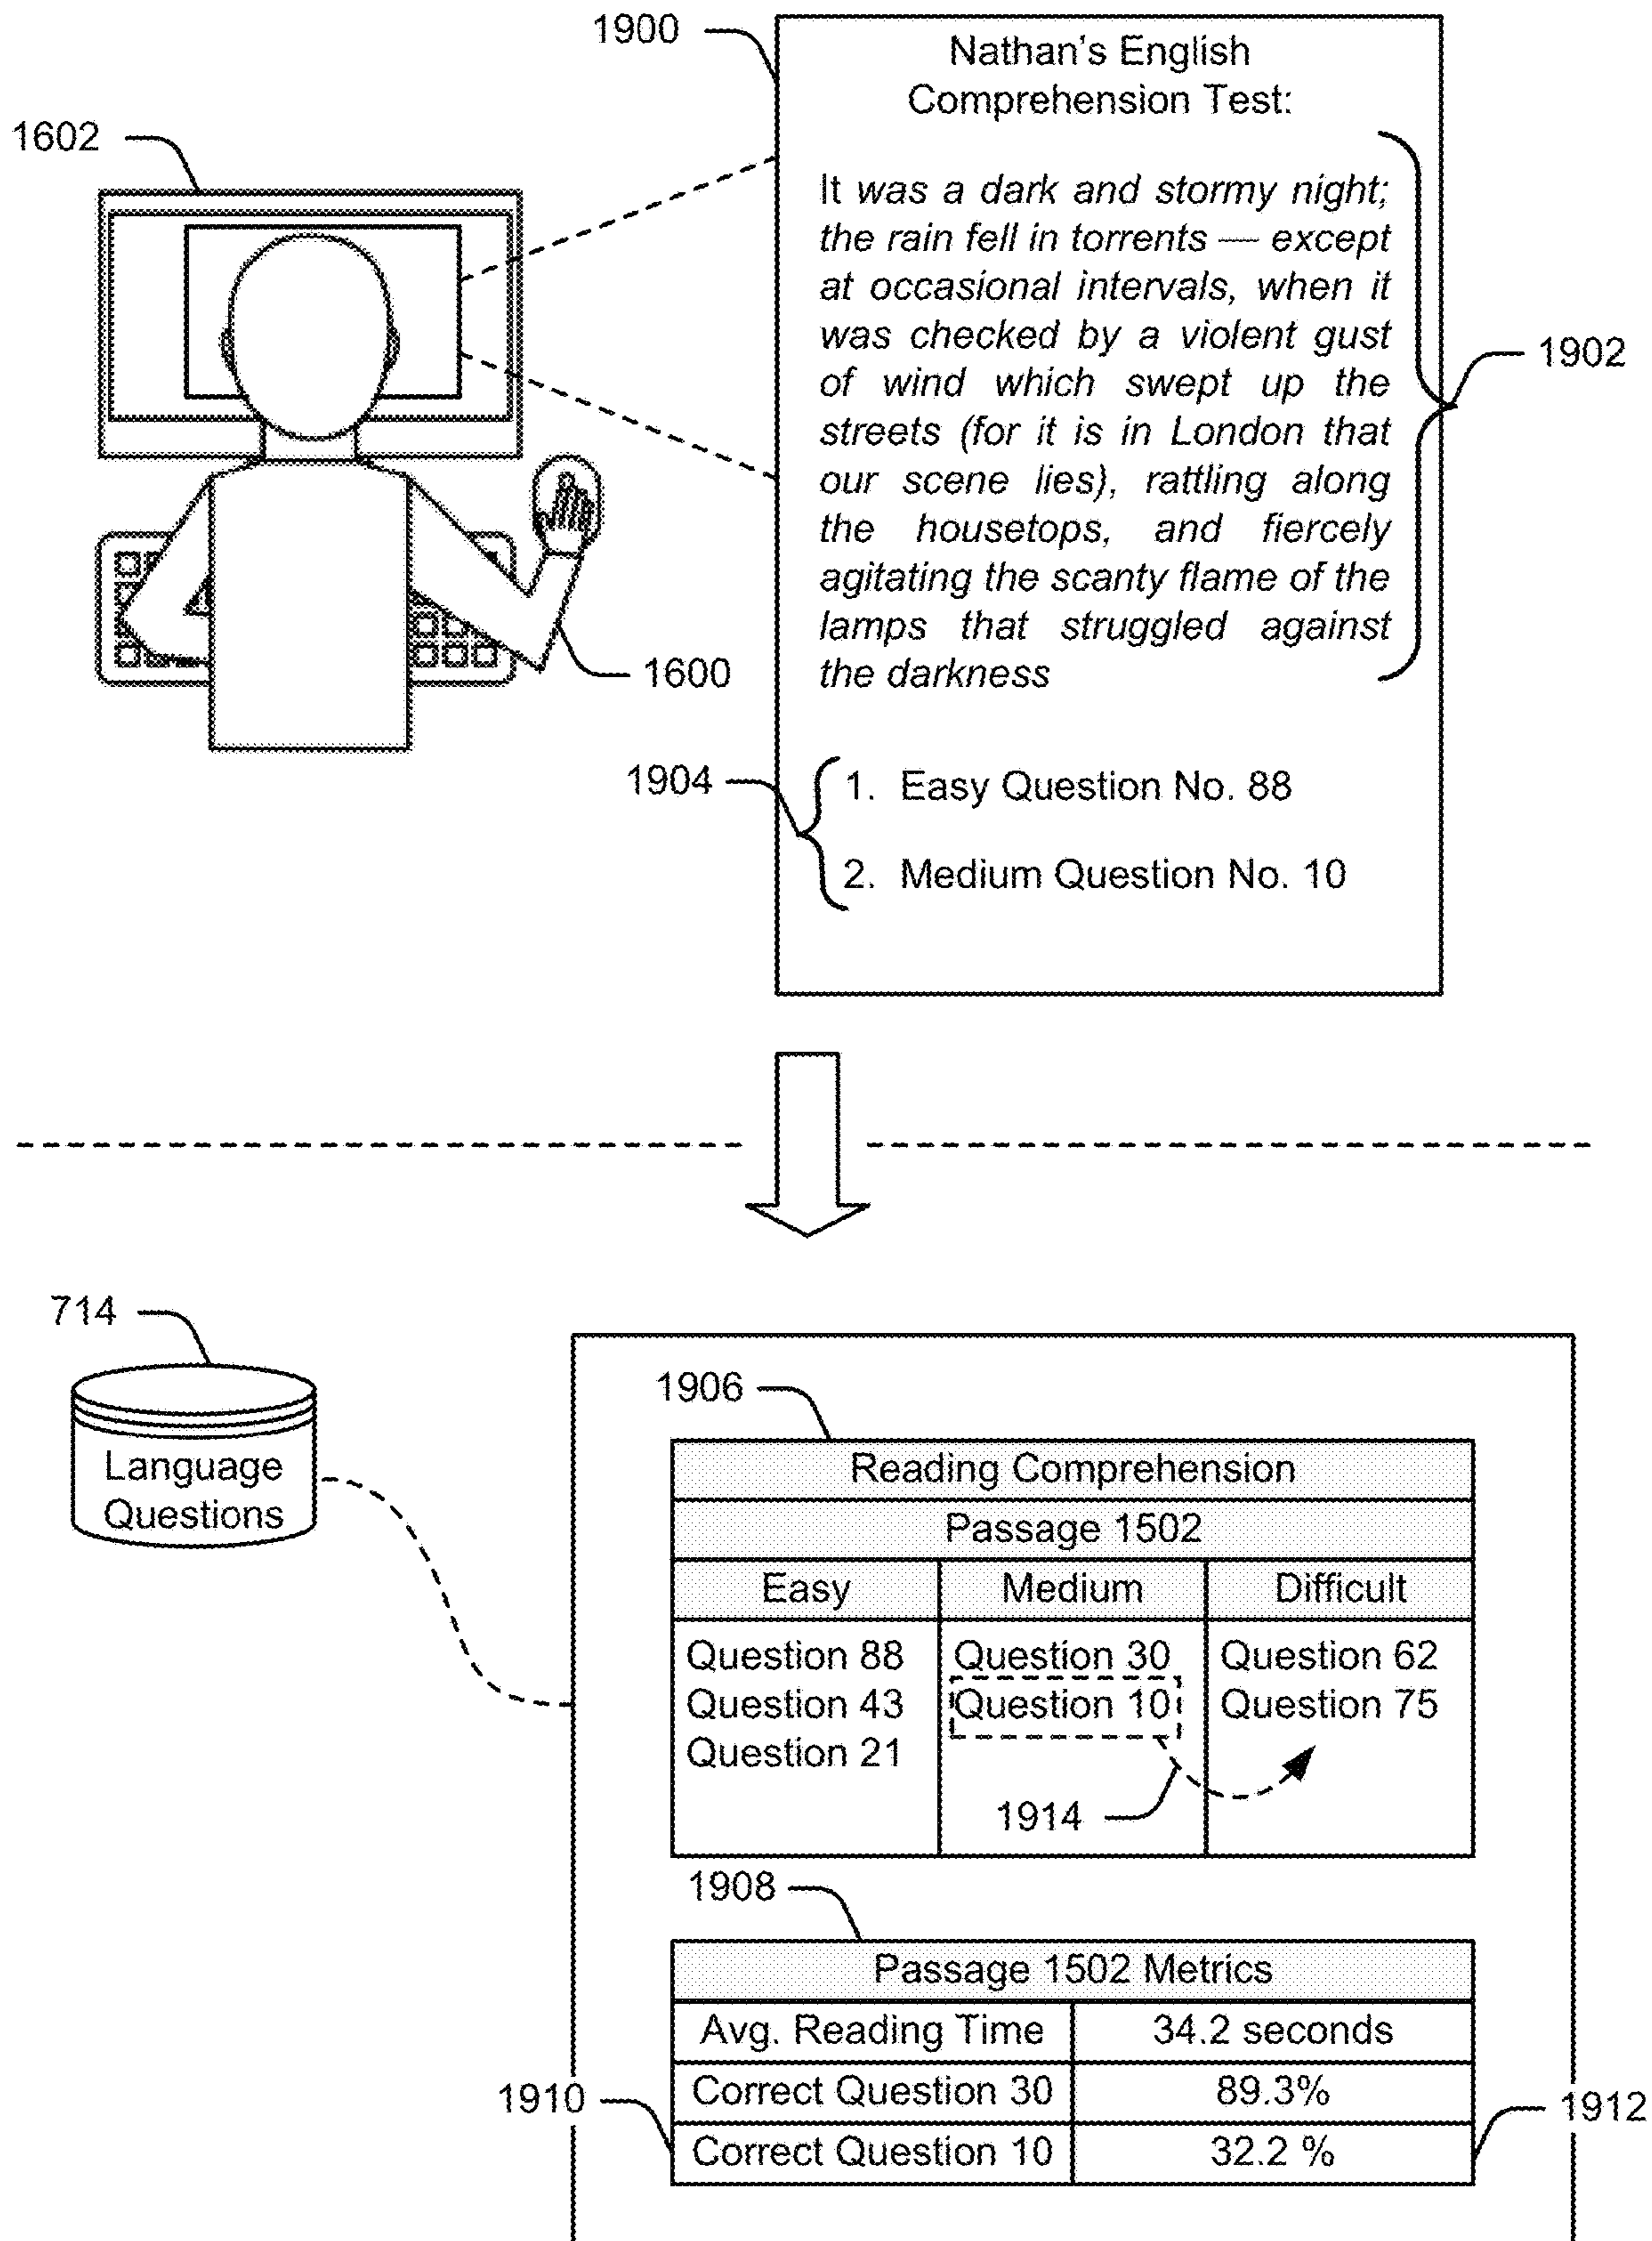 1900
Nathan's English
Comprehension Test:
1602
It was a dark and stormy night;
the rain fell in torrents — except
at occasional intervals, when it
was checked by a violent gust
of wind which swept up the
streets (for it is in London that
our scene lies), rattling along
the housetops, and fiercely
agitating the scanty flame of the
lamps that struggled against
the darkness
1902
1600
1904
1. Easy Question No. 88
2. Medium Question No. 10
714
Language
Questions
1906
Reading Comprehension
Passage 1502
Easy Medium Difficult
Question 88 Question 30 Question 62
Question 43 Question 10 Question 75
Question 21
1914
1908
Passage 1502 Metrics
Avg. Reading Time 34.2 seconds
1910 Correct Question 30 89.3% 1912
Correct Question 10 32.2 %